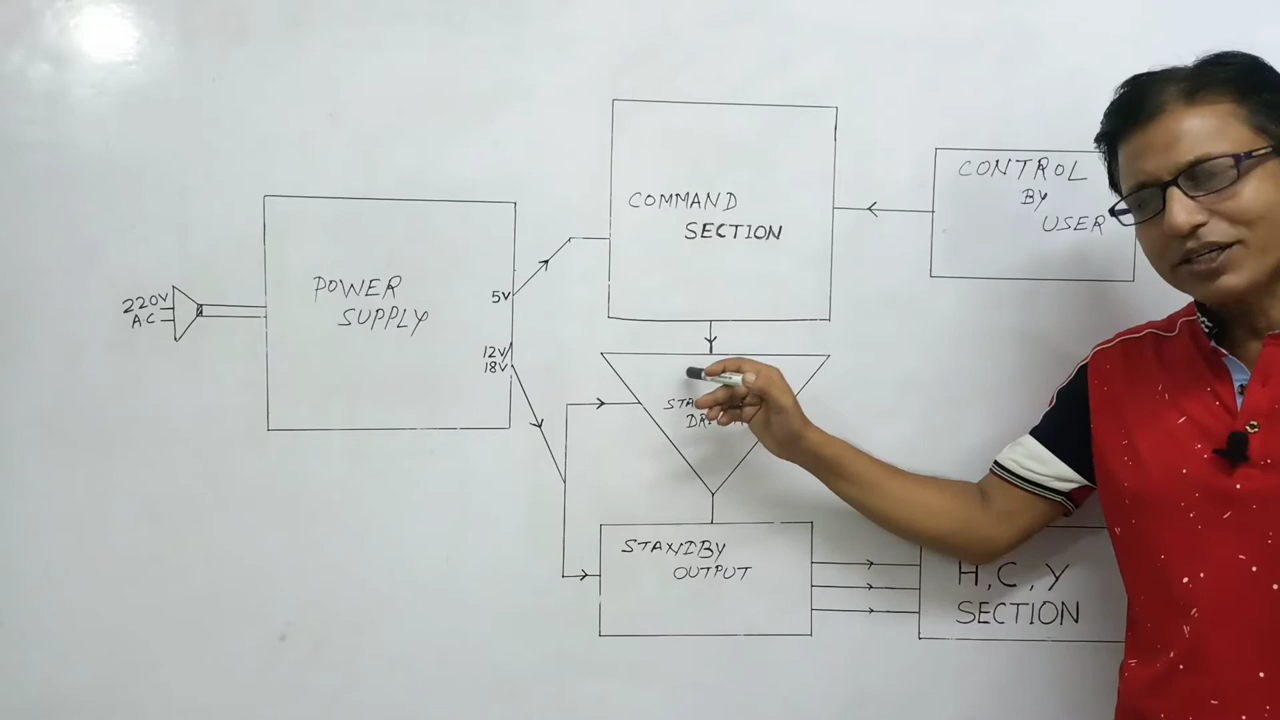 220V
AC
POWER
SUPPLY
5V
12V/
18V
COMMAND
SECTION
CONTROL
BY
USER
STANDBY
OUTPUT
H, C, Y
SECTION